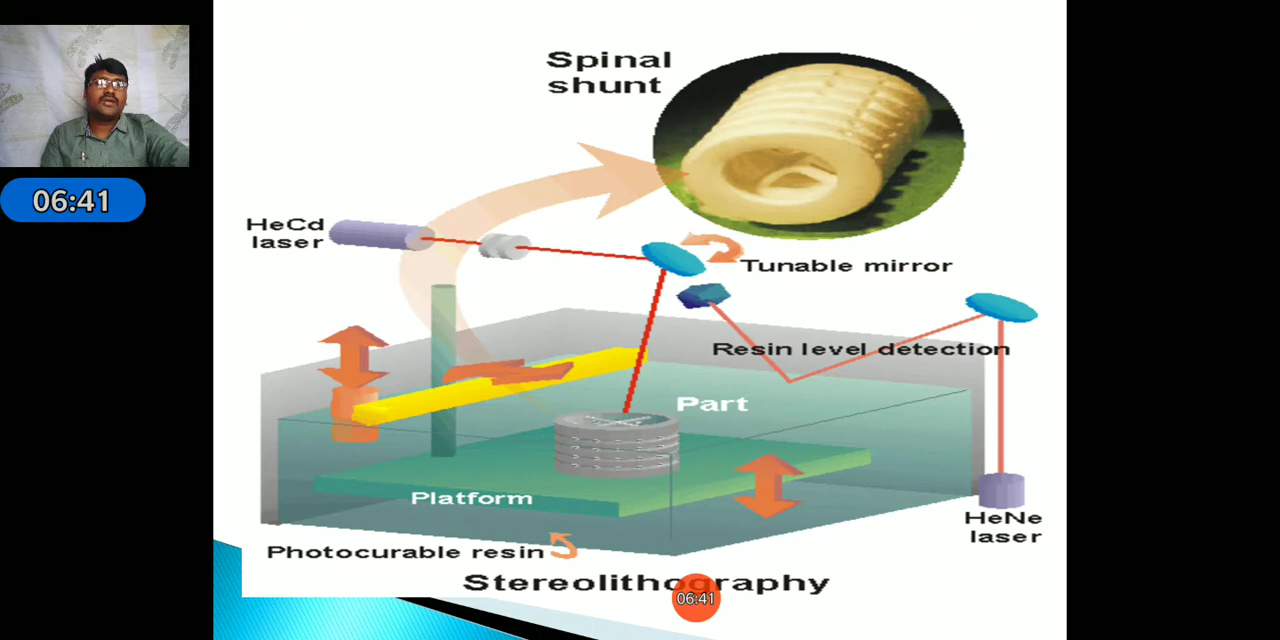 06:41
Spinal
shunt
HeCd
laser
Tunable mirror
Resin level detection
Part
Platform
HeNe
laser
Photocurable resin
Stereolithography
06:41